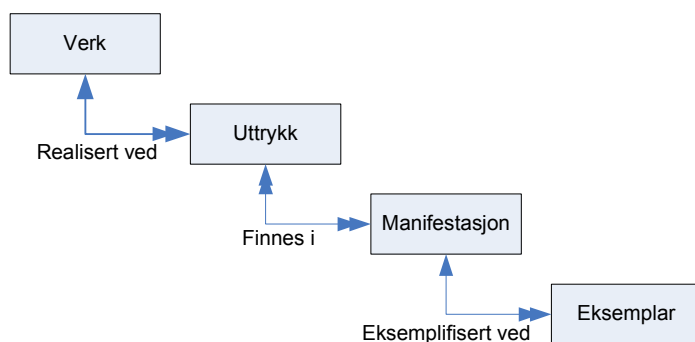 Verk
Uttrykk
Realisert ved
Manifestasjon
Finnes i
Eksemplar
Eksemplifisert ved